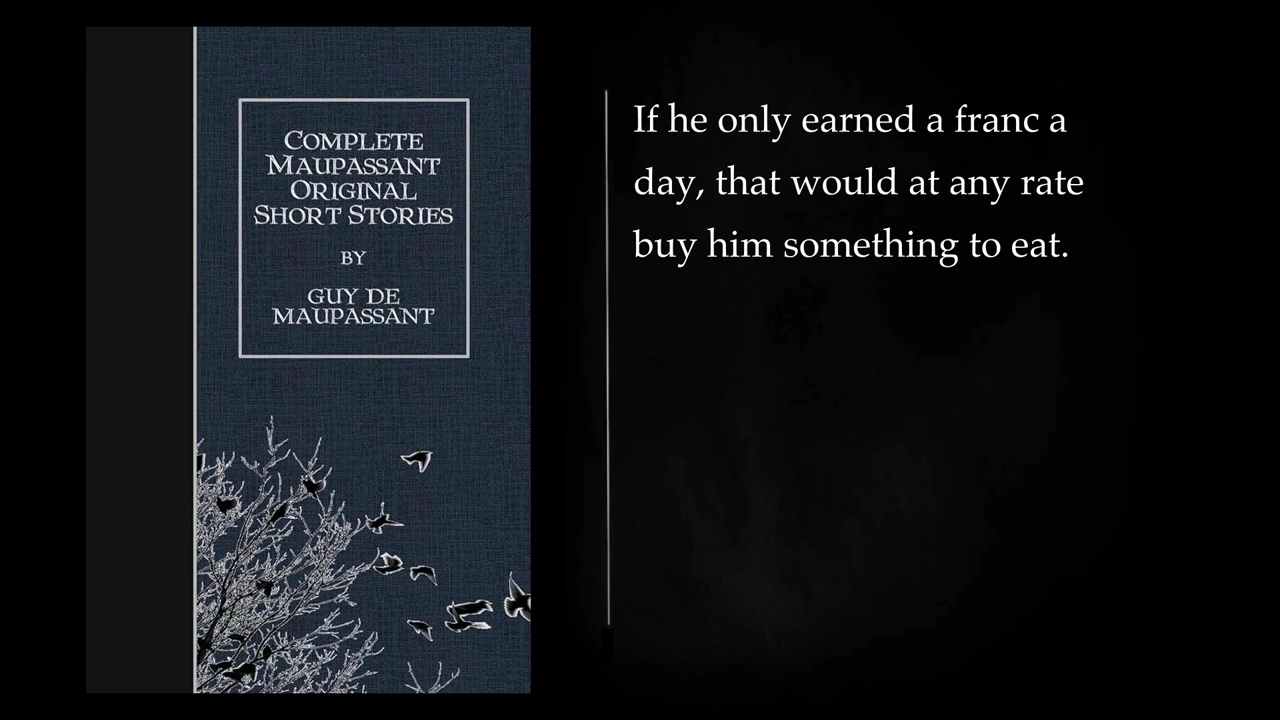 COMPLETE
MAUPASSANT
ORIGINAL
SHORT STORIES
BY
GUY DE
MAUPASSANT
If he only earned a franc a
day, that would at any rate
buy him something to eat.